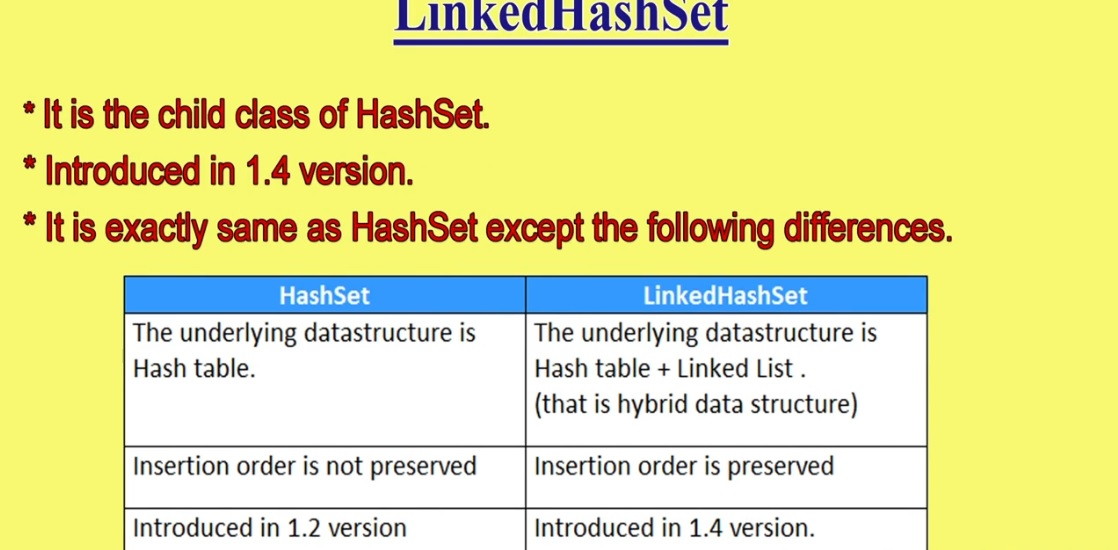 LinkedHashSet
* It is the child class of HashSet.
* Introduced in 1.4 version.
* It is exactly same as HashSet except the following differences.
HashSet
LinkedHashSet
The underlying datastructure is
Hash table.
The underlying datastructure is
Hash table + Linked List .
(that is hybrid data structure)
Insertion order is not preserved
Insertion order is preserved
Introduced in 1.2 version
Introduced in 1.4 version.